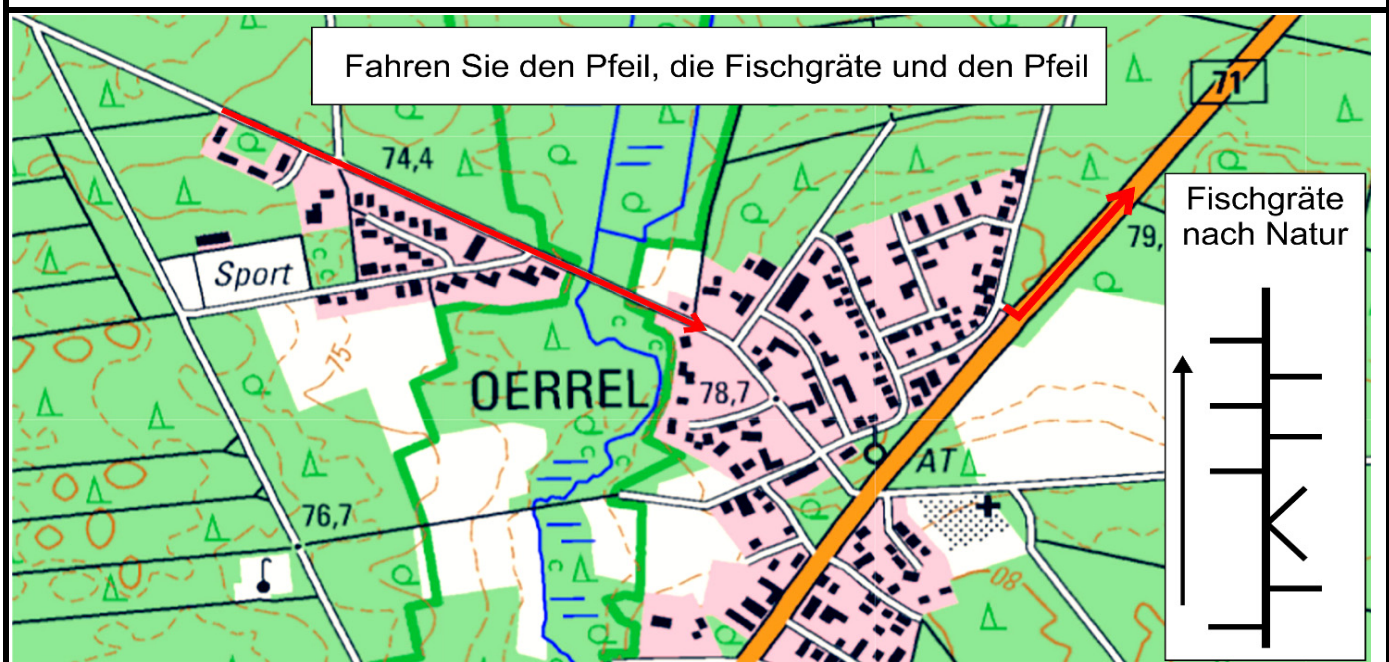 Fahren Sie den Pfeil, die Fischgräte und den Pfeil
71
74,4
Fischgräte
nach Natur
79,
Sport
75
OERREL
78,7
AT
76,7
80